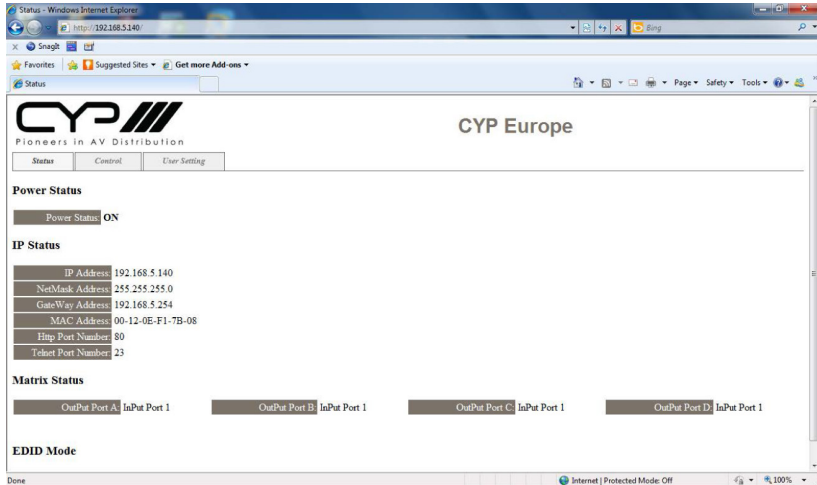 Status - Windows Internet Explorer
http://192.168.5.140/
Bing
x SnagIt
Favorites Suggested Sites Get more Add-ons
Status
Page Safety Tools
CYP
Pioneers in AV Distribution
CYP Europe
Status Control User Setting
Power Status
Power Status: ON
IP Status
IP Address: 192.168.5.140
NetMask Address: 255.255.255.0
GateWay Address: 192.168.5.254
MAC Address: 00-12-0E-F1-7B-08
Http Port Number: 80
Telnet Port Number: 23
Matrix Status
OutPut Port A: InPut Port 1 OutPut Port B: InPut Port 1 OutPut Port C: InPut Port 1 OutPut Port D: InPut Port 1
EDID Mode
Done Internet | Protected Mode: Off 100%